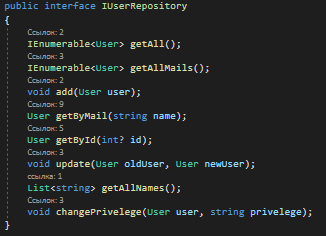 public interface IUserRepository
{
Ссылок: 2
IEnumerable<User> getAll();
Ссылок: 3
IEnumerable<User> getAllMails();
Ссылок: 2
void add(User user);
Ссылок: 9
User getByMail(string name);
Ссылок: 5
User getById(int? id);
Ссылок: 3
void update(User oldUser, User newUser);
ссылка: 1
List<string> getAllNames();
Ссылок: 3
void changePrivelege(User user, string privelege);
}